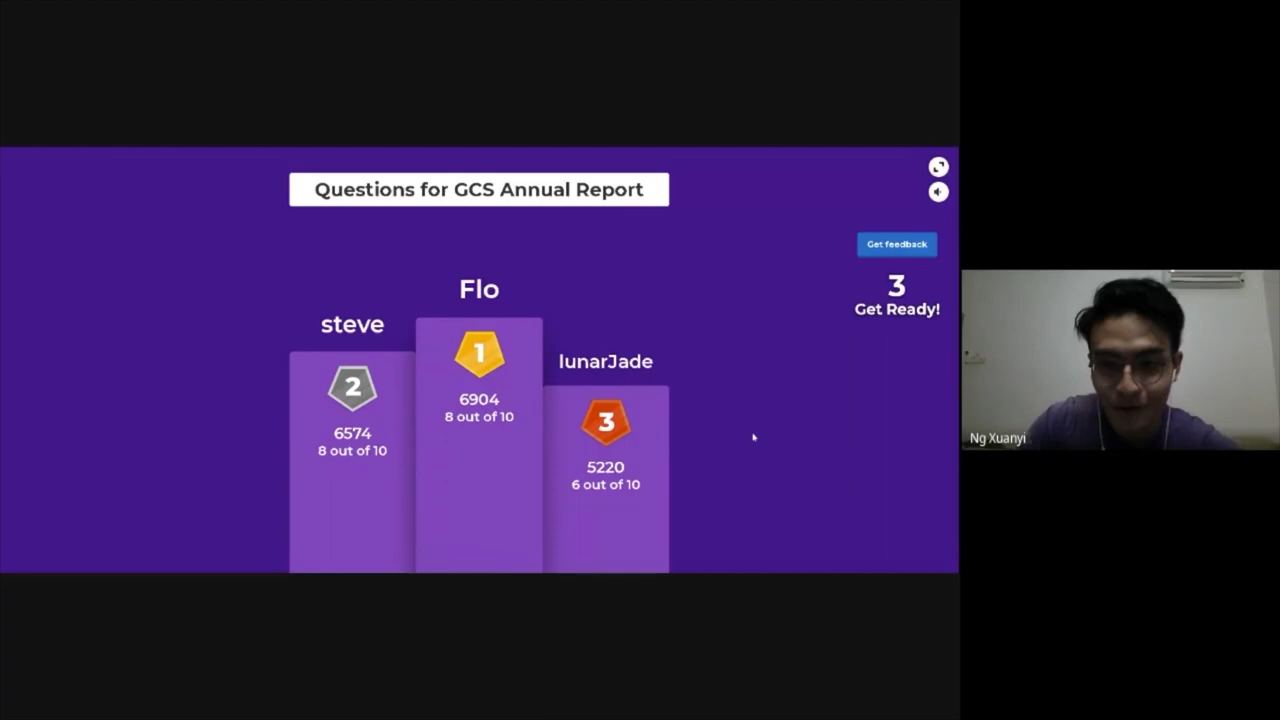 Questions for GCS Annual Report
Get feedback
3
Get Ready!
Flo
1
6904
8 out of 10
steve
2
6574
8 out of 10
lunarJade
3
5220
6 out of 10
Ng Xuanyi